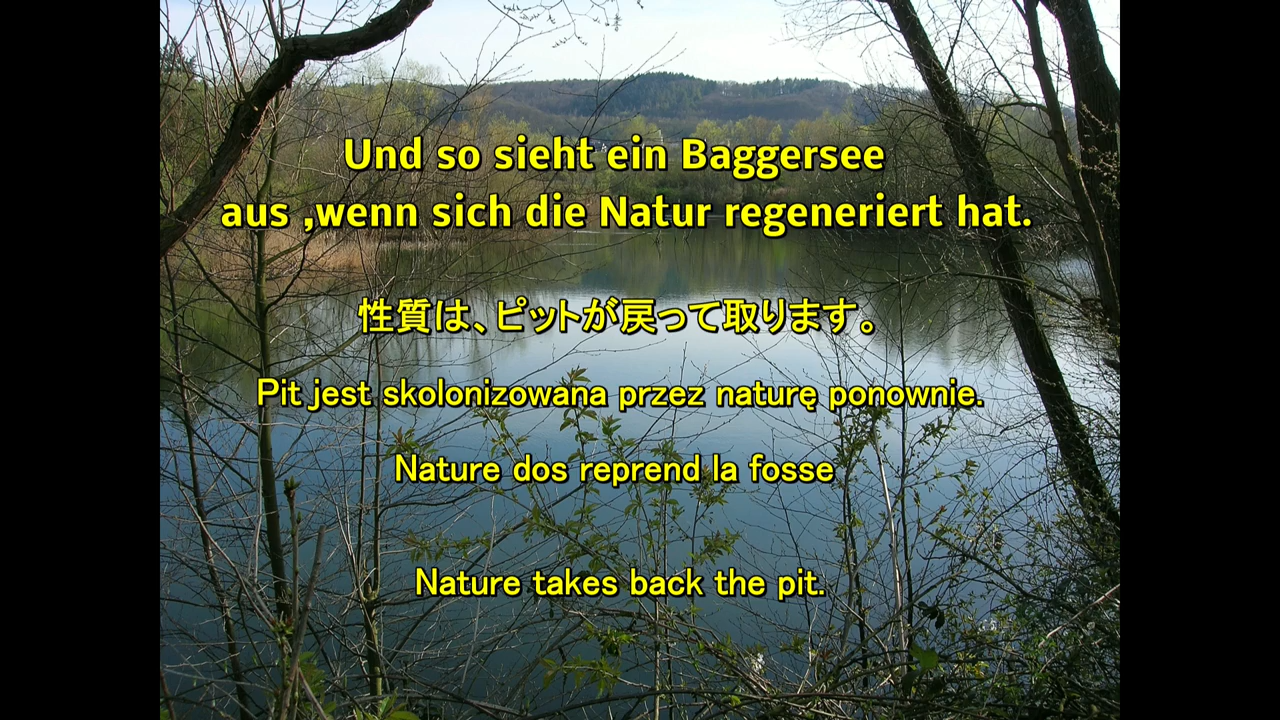 Und so sieht ein Baggersee
aus ,wenn sich die Natur regeneriert hat.
性質は、ピットが戻って取ります。
Pit jest skolonizowana przez naturę ponownie.
Nature dos reprend la fosse
Nature takes back the pit.